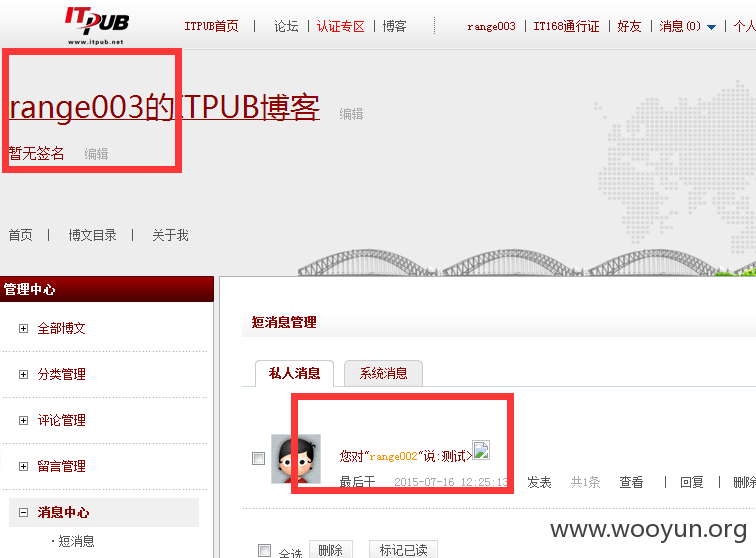 ITPUB
www.itpub.net
ITPUB首页 | 论坛 | 认证专区 | 博客
range003 | IT168通行证 | 好友 | 消息(0) | 个人
range003的ITPUB博客 编辑
暂无签名 编辑
首页 | 博文目录 | 关于我
管理中心
全部博文
分类管理
评论管理
留言管理
消息中心
·短消息
短消息管理
私人消息 系统消息
您对“range002”说:测试>
最后于 2015-07-16 12:25:13 发表 共1条 查看 | 回复 | 删除
全选 删除 标记已读
www.wooyun.org